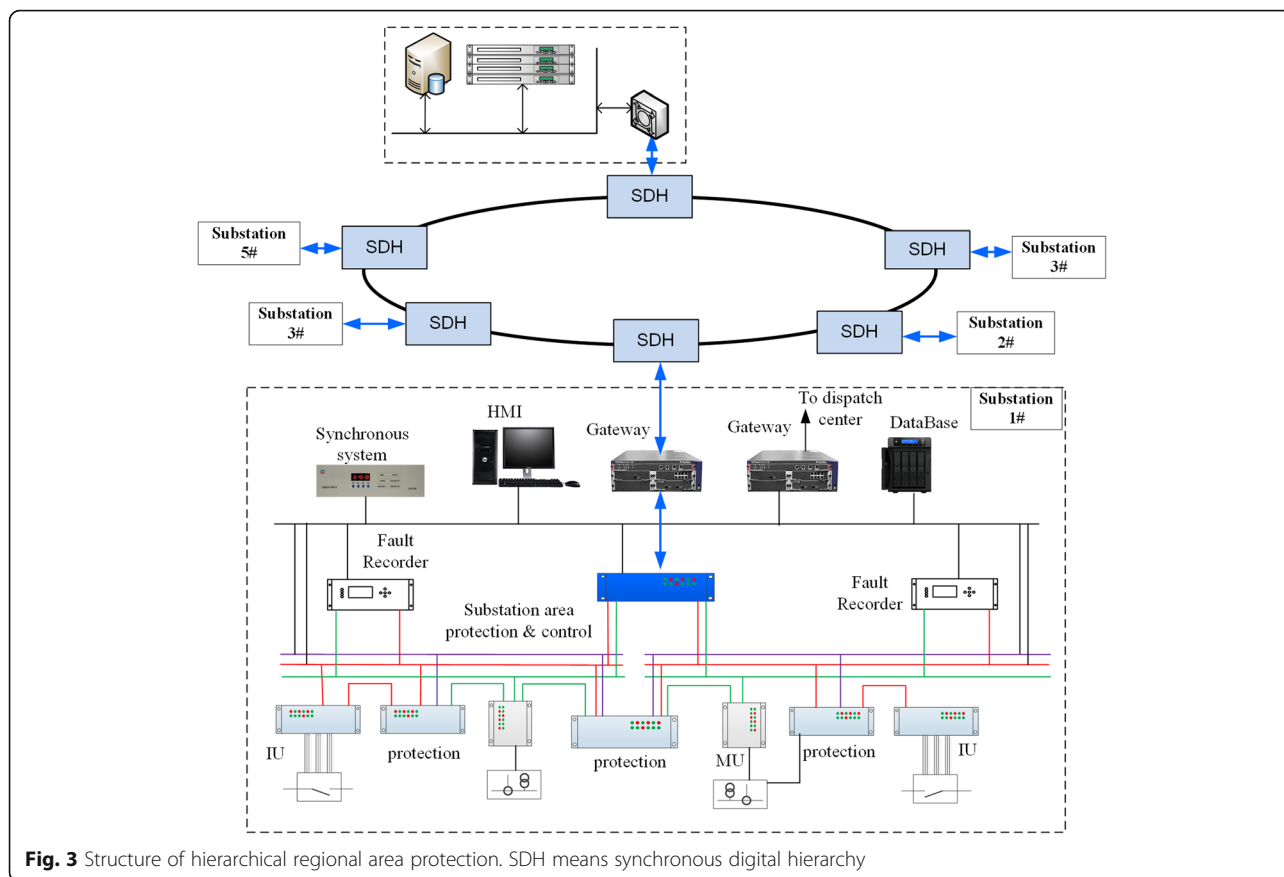 SDH
Substation
5#
SDH
SDH
Substation
3#
Substation
3#
SDH
SDH
SDH
Substation
2#
Substation
1#
To dispatch
center
HMI
Synchronous
system
Gateway
Gateway
DataBase
Fault
Recorder
Fault
Recorder
Substation area
protection & control
IU
protection
protection
MU
protection
IU
Fig. 3 Structure of hierarchical regional area protection. SDH means synchronous digital hierarchy